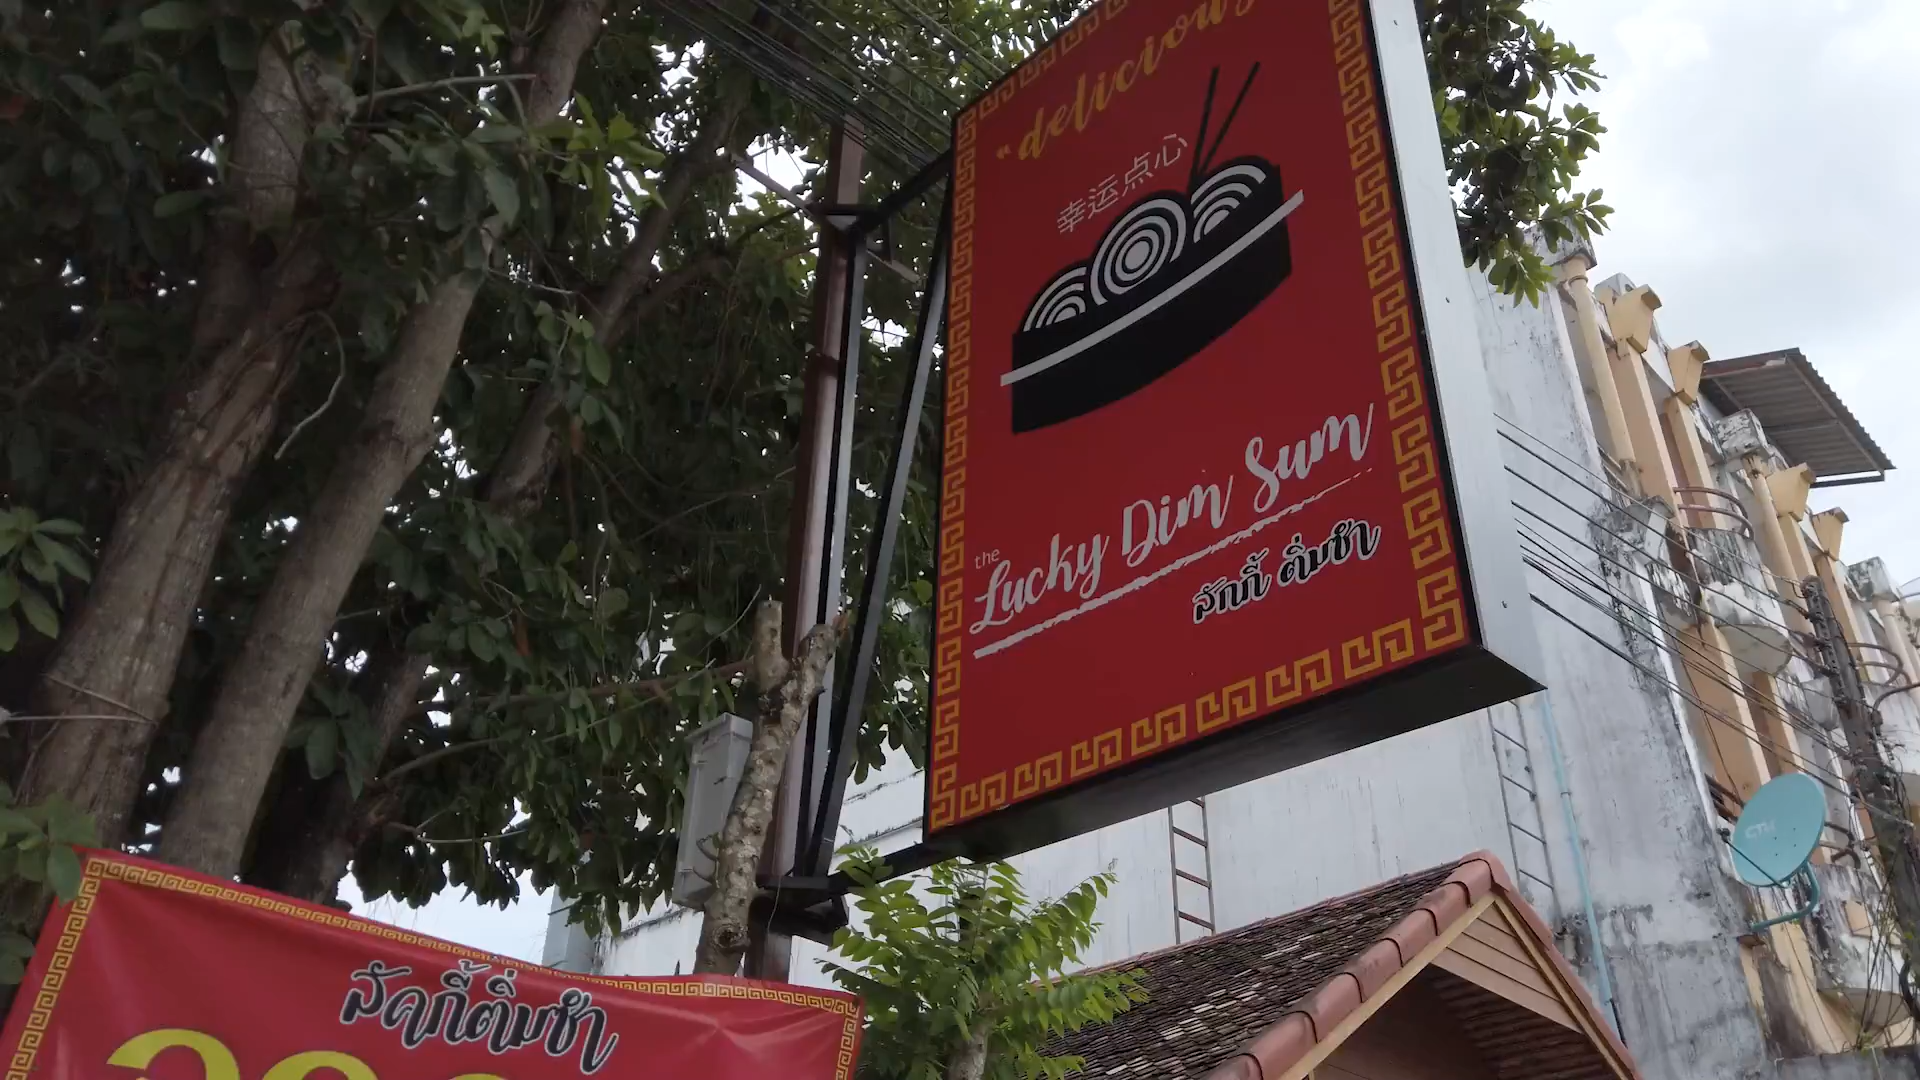 "delicious
幸运点心
the Lucky Dim Sum
ลักกี้ ติ่มซำ
ลัคกี้ติ่มซำ